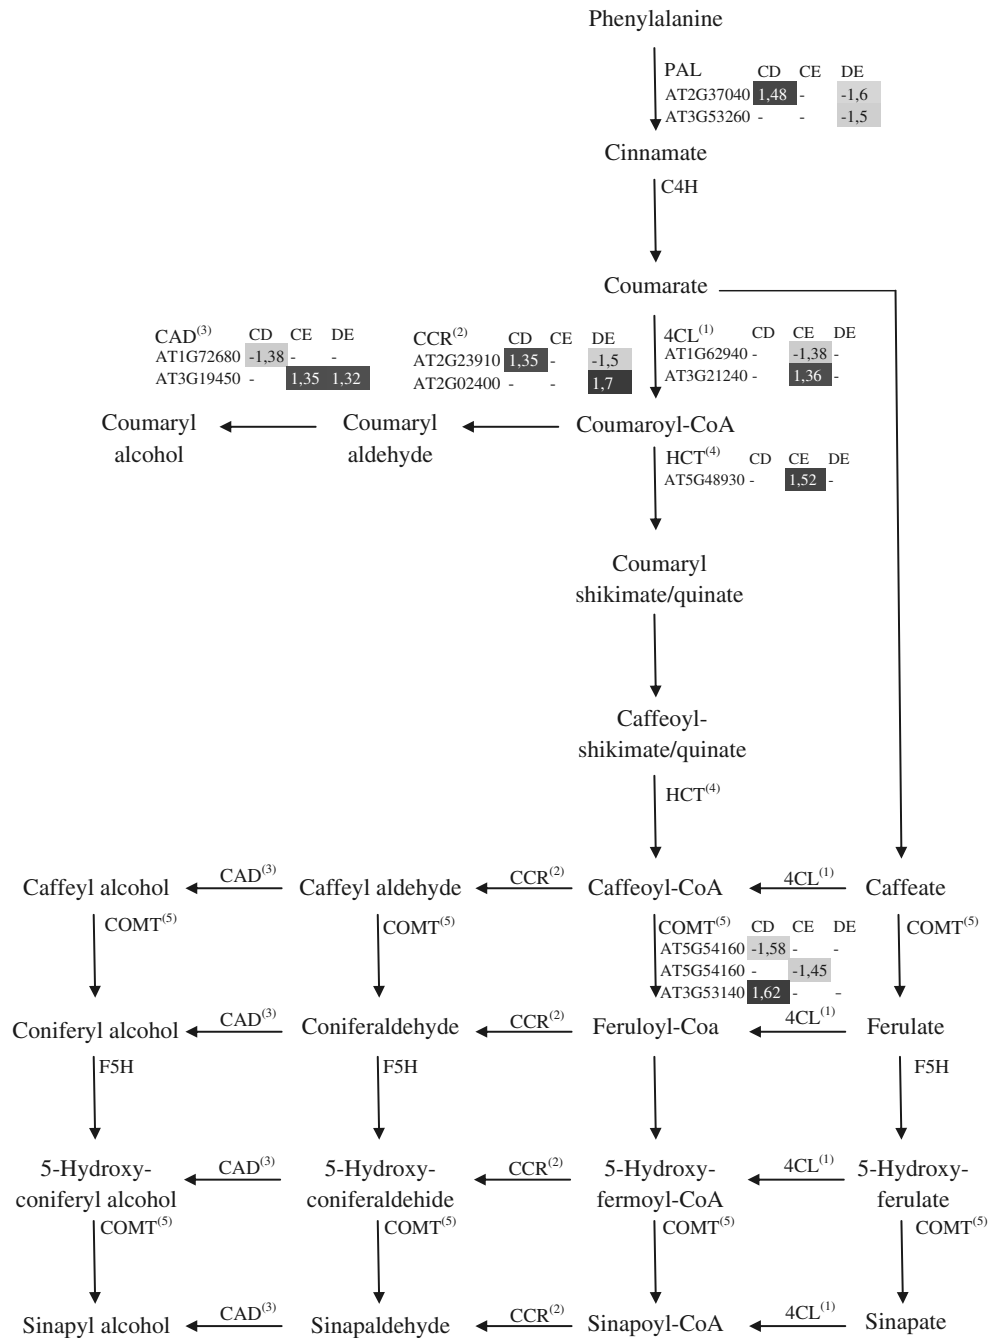 Phenylalanine
PAL CD CE DE
AT2G37040 1,48 - -1,6
AT3G53260 - - -1,5
Cinnamate
C4H
Coumarate
CAD(3) CD CE DE
AT1G72680 -1,38 - -
AT3G19450 - 1,35 1,32
CCR(2) CD CE DE
AT2G23910 1,35 - -1,5
AT2G02400 - - 1,7
4CL(1) CD CE DE
AT1G62940 - -1,38 -
AT3G21240 - 1,36 -
Coumaryl
alcohol
Coumaryl
aldehyde
Coumaroyl-CoA
HCT(4) CD CE DE
AT5G48930 - 1,52 -
Coumaryl
shikimate/quinate
Caffeoyl-
shikimate/quinate
HCT(4)
Caffeyl alcohol CAD(3) Caffeyl aldehyde CCR(2) Caffeoyl-CoA 4CL(1) Caffeate
COMT(5) COMT(5) COMT(5) CD CE DE COMT(5)
AT5G54160 -1,58 - -
AT5G54160 - -1,45
AT3G53140 1,62 - -
Coniferyl alcohol CAD(3) Coniferaldehyde CCR(2) Feruloyl-Coa 4CL(1) Ferulate
F5H F5H F5H
5-Hydroxy-
coniferyl alcohol
CAD(3)
5-Hydroxy-
coniferaldehide
CCR(2)
5-Hydroxy-
fermoyl-CoA
4CL(1)
5-Hydroxy-
ferulate
COMT(5) COMT(5) COMT(5) COMT(5)
Sinapyl alcohol CAD(3) Sinapaldehyde CCR(2) Sinapoyl-CoA 4CL(1) Sinapate